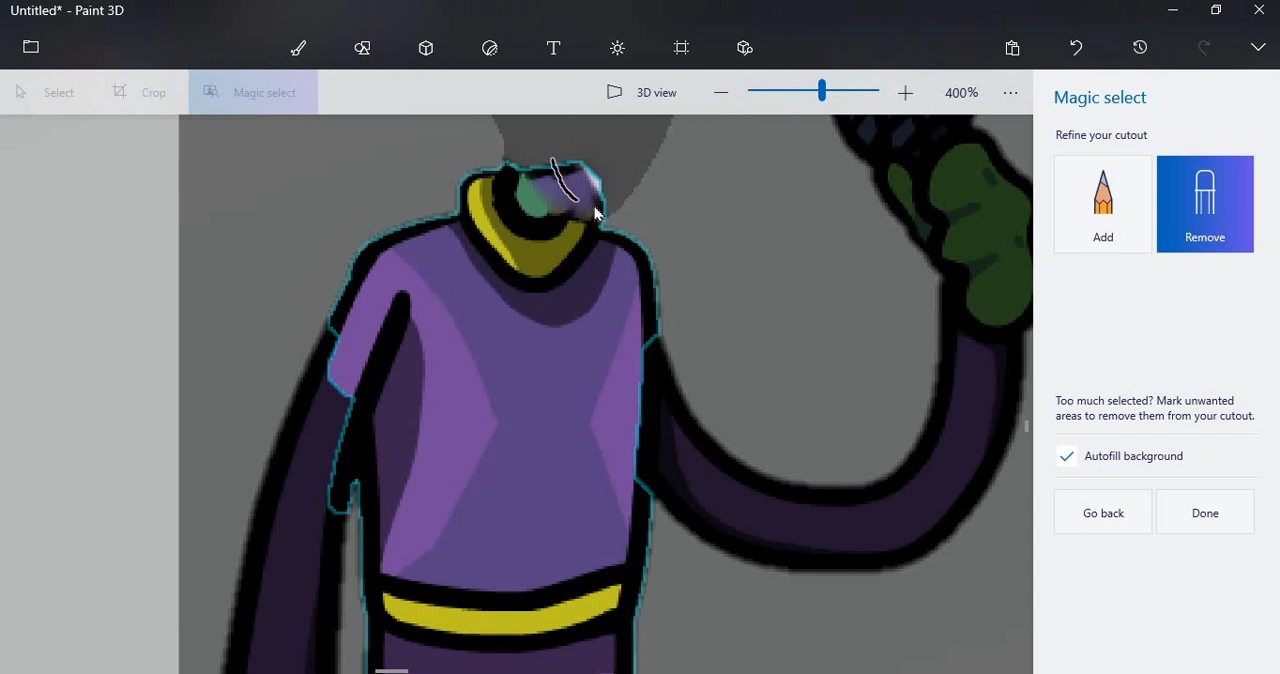 Untitled* - Paint 3D
Select
Crop
Magic select
3D view
400%
Magic select
Refine your cutout
Add
Remove
Too much selected? Mark unwanted
areas to remove them from your cutout.
Autofill background
Go back
Done